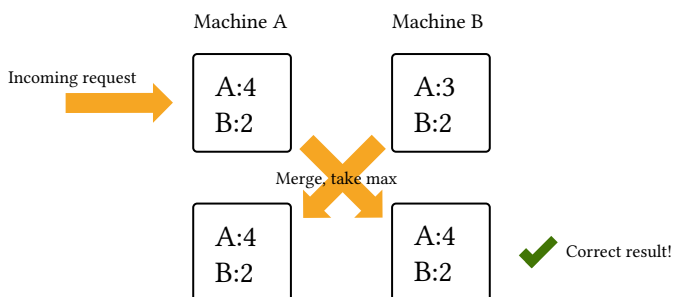 Machine A
Machine B
Incoming request
A:4
B:2
A:3
B:2
Merge, take max
A:4
B:2
A:4
B:2
Correct result!